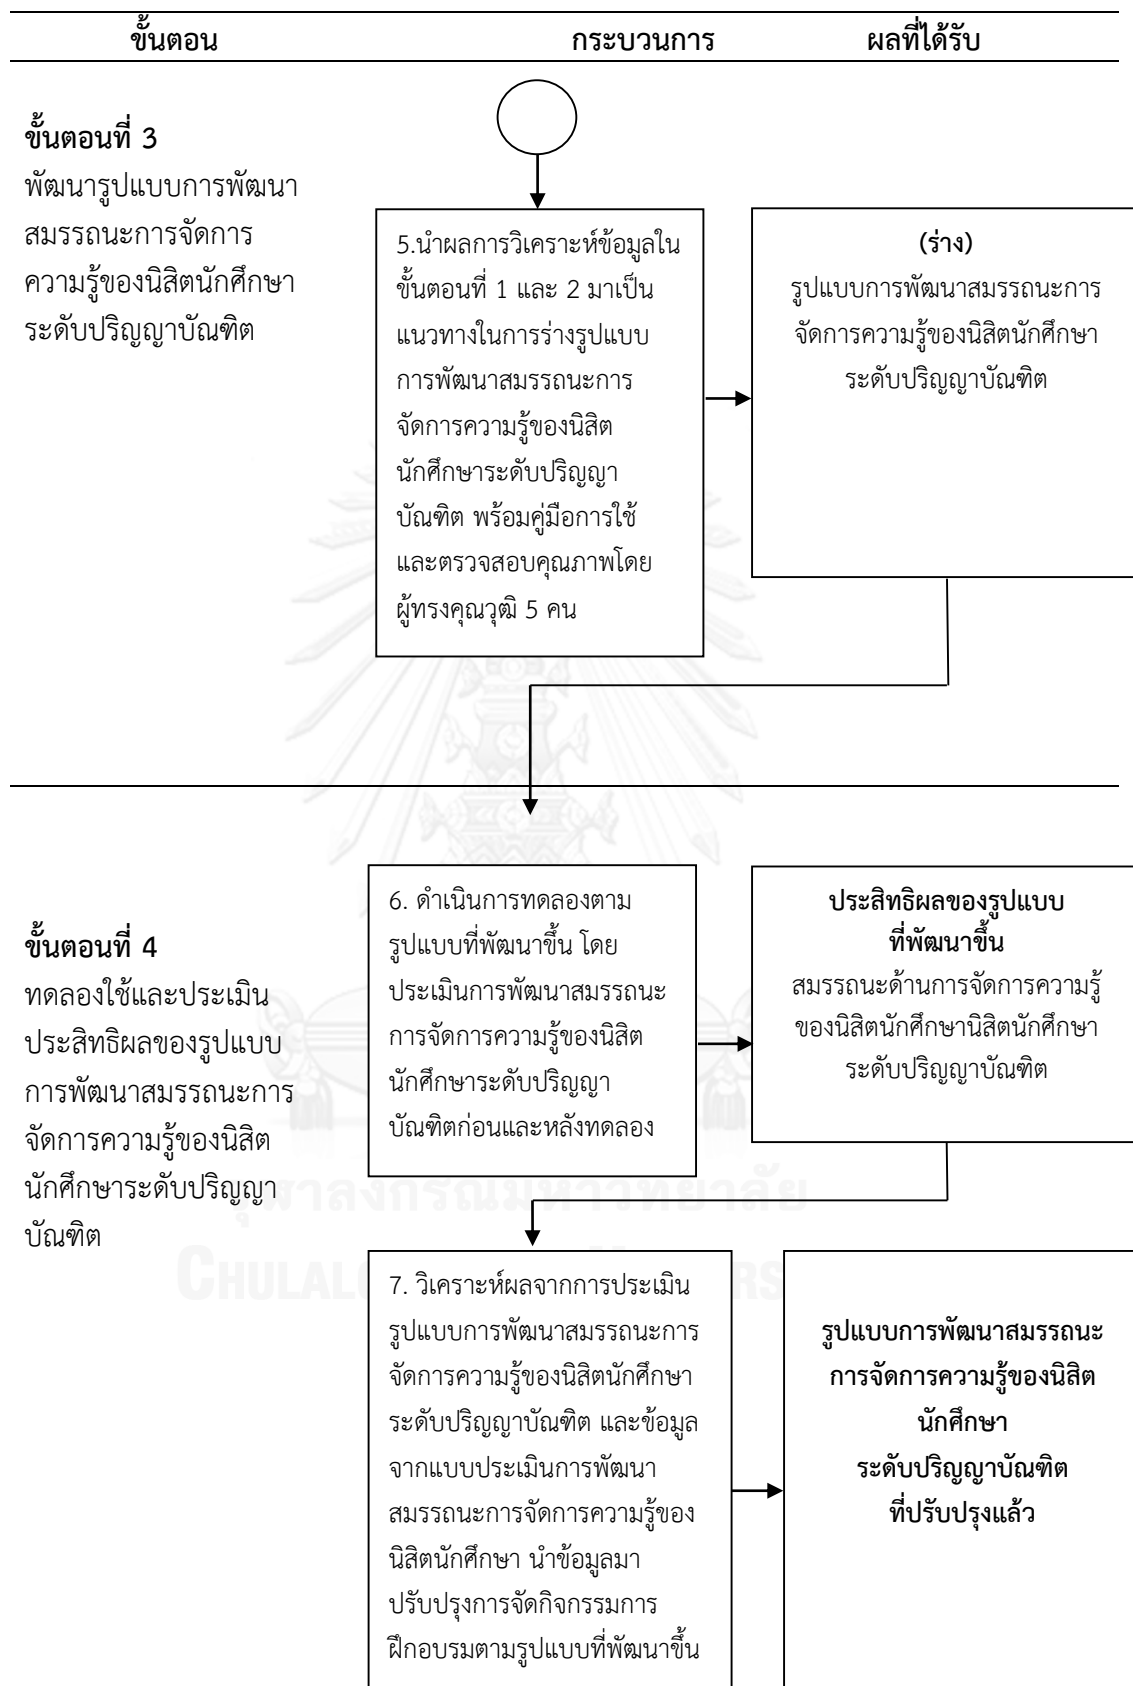 ขั้นตอน กระบวนการ ผลที่ได้รับ
ขั้นตอนที่ 3
พัฒนารูปแบบการพัฒนา
สมรรถนะการจัดการ
ความรู้ของนิสิตนักศึกษา
ระดับปริญญาบัณฑิต
5.นำผลการวิเคราะห์ข้อมูลใน
ขั้นตอนที่ 1 และ 2 มาเป็น
แนวทางในการร่างรูปแบบ
การพัฒนาสมรรถนะการ
จัดการความรู้ของนิสิต
นักศึกษาระดับปริญญา
บัณฑิต พร้อมคู่มือการใช้
และตรวจสอบคุณภาพโดย
ผู้ทรงคุณวุฒิ 5 คน
(ร่าง)
รูปแบบการพัฒนาสมรรถนะการ
จัดการความรู้ของนิสิตนักศึกษา
ระดับปริญญาบัณฑิต
ขั้นตอนที่ 4
ทดลองใช้และประเมิน
ประสิทธิผลของรูปแบบ
การพัฒนาสมรรถนะการ
จัดการความรู้ของนิสิต
นักศึกษาระดับปริญญา
บัณฑิต
6. ดำเนินการทดลองตาม
รูปแบบที่พัฒนาขึ้น โดย
ประเมินการพัฒนาสมรรถนะ
การจัดการความรู้ของนิสิต
นักศึกษาระดับปริญญา
บัณฑิตก่อนและหลังทดลอง
ประสิทธิผลของรูปแบบ
ที่พัฒนาขึ้น
สมรรถนะด้านการจัดการความรู้
ของนิสิตนักศึกษานิสิตนักศึกษา
ระดับปริญญาบัณฑิต
7. วิเคราะห์ผลจากการประเมิน
รูปแบบการพัฒนาสมรรถนะการ
จัดการความรู้ของนิสิตนักศึกษา
ระดับปริญญาบัณฑิต และข้อมูล
จากแบบประเมินการพัฒนา
สมรรถนะการจัดการความรู้ของ
นิสิตนักศึกษา นำข้อมูลมา
ปรับปรุงการจัดกิจกรรมการ
ฝึกอบรมตามรูปแบบที่พัฒนาขึ้น
รูปแบบการพัฒนาสมรรถนะ
การจัดการความรู้ของนิสิต
นักศึกษา
ระดับปริญญาบัณฑิต
ที่ปรับปรุงแล้ว